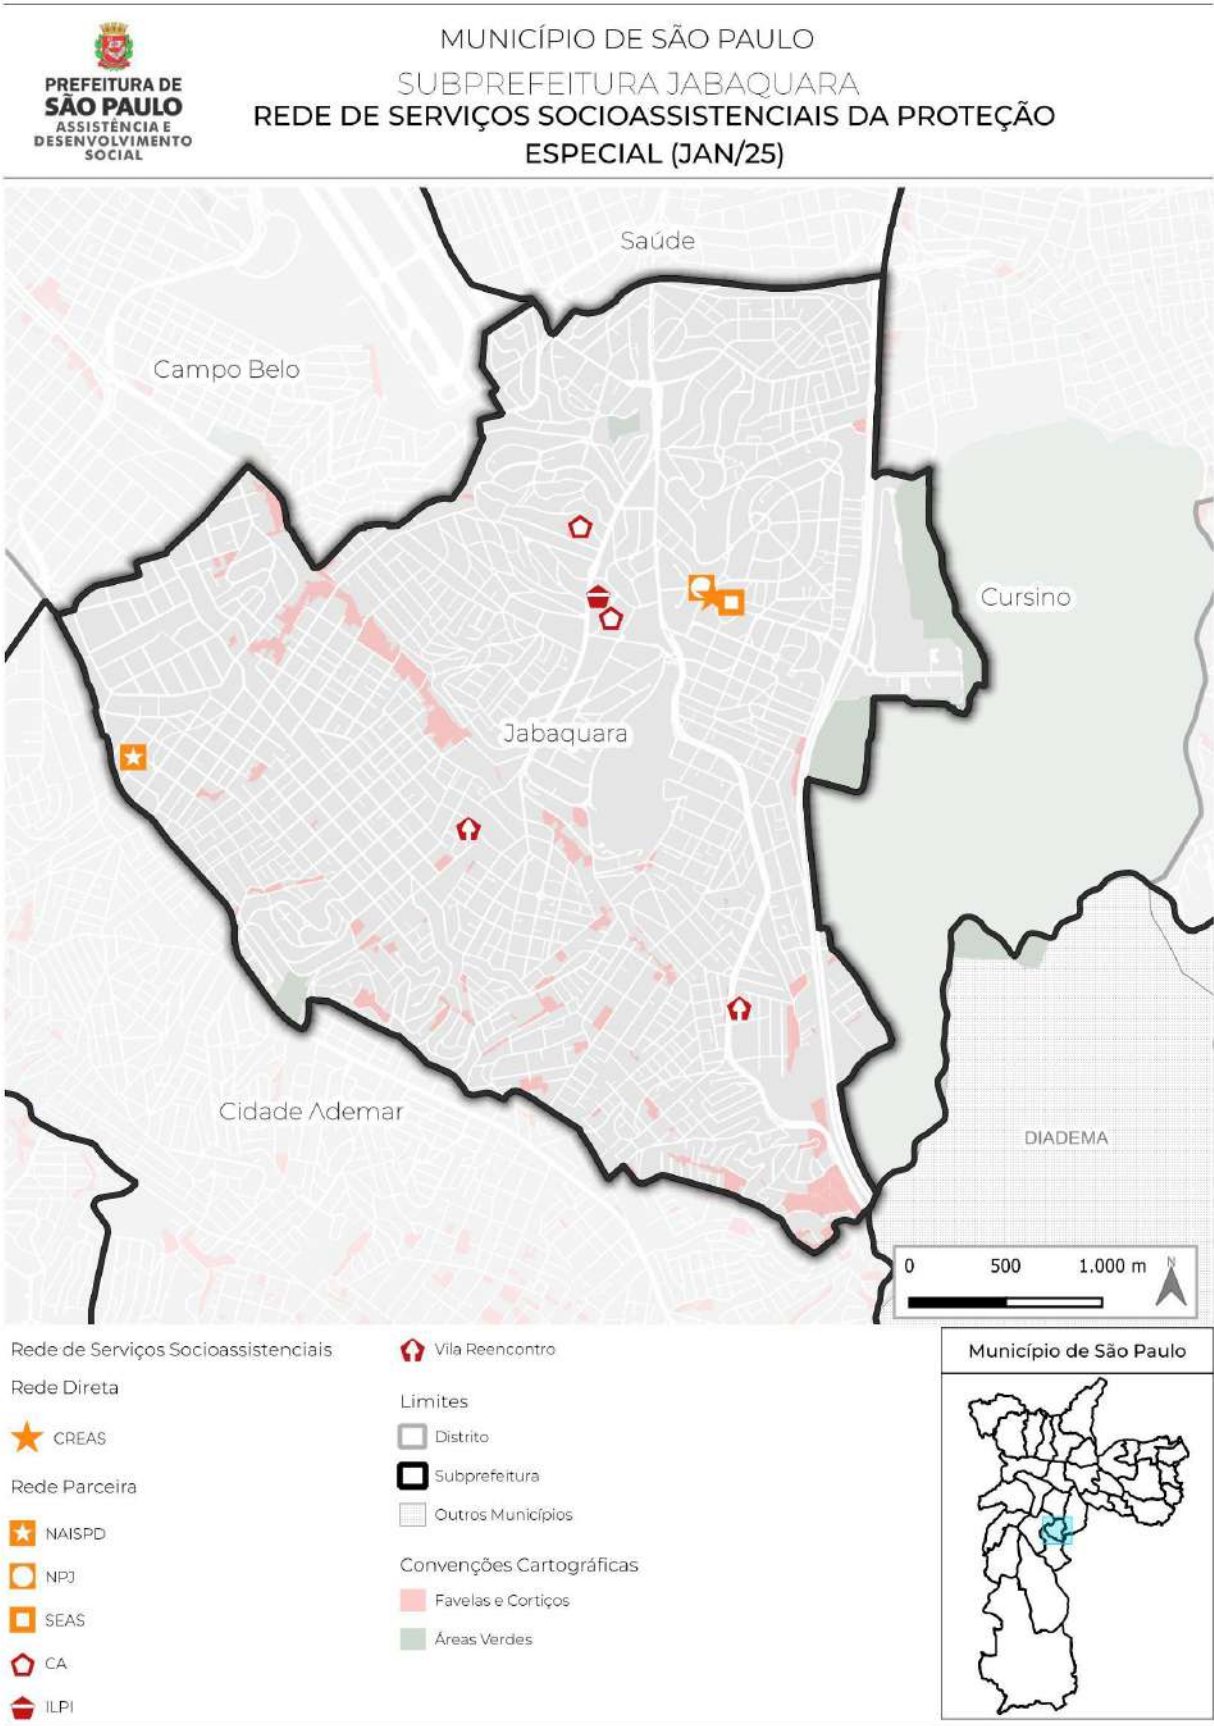 PREFEITURA DE
SÃO PAULO
ASSISTÊNCIA E
DESENVOLVIMENTO
SOCIAL
MUNICÍPIO DE SÃO PAULO
SUBPREFEITURA JABAQUARA
REDE DE SERVIÇOS SOCIOASSISTENCIAIS DA PROTEÇÃO
ESPECIAL (JAN/25)
Saúde
Campo Belo
Cursino
Jabaquara
Cidade Ademar
DIADEMA
0 500 1.000 m
N
Rede de Serviços Socioassistenciais
Rede Direta
CREAS
Rede Parceira
NAISPD
NPJ
SEAS
CA
ILPI
Vila Reencontro
Limites
Distrito
Subprefeitura
Outros Municípios
Convenções Cartográficas
Favelas e Cortiços
Áreas Verdes
Município de São Paulo